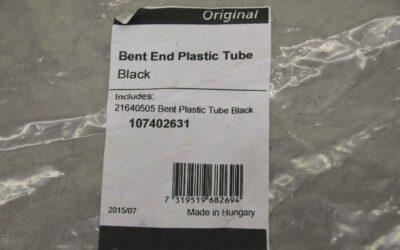 Original
Bent End Plastic Tube
Black
Includes:
21640505 Bent Plastic Tube Black
107402631
7 319519 682694
2015/07 Made in Hungary